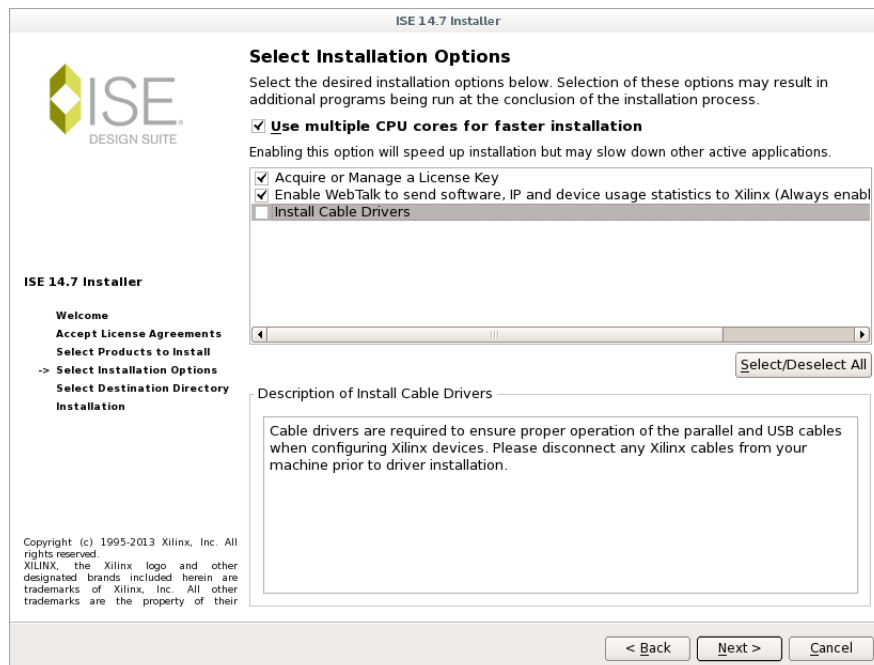 ISE 14.7 Installer
ISE
DESIGN SUITE
ISE 14.7 Installer
Welcome
Accept License Agreements
Select Products to Install
-> Select Installation Options
Select Destination Directory
Installation
Copyright (c) 1995-2013 Xilinx, Inc. All
rights reserved.
XILINX, the Xilinx logo and other
designated brands included herein are
trademarks of Xilinx, Inc. All other
trademarks are the property of their
Select Installation Options
Select the desired installation options below. Selection of these options may result in
additional programs being run at the conclusion of the installation process.
Use multiple CPU cores for faster installation
Enabling this option will speed up installation but may slow down other active applications.
Acquire or Manage a License Key
Enable WebTalk to send software, IP and device usage statistics to Xilinx (Always enabl
Install Cable Drivers
Select/Deselect All
Description of Install Cable Drivers
Cable drivers are required to ensure proper operation of the parallel and USB cables
when configuring Xilinx devices. Please disconnect any Xilinx cables from your
machine prior to driver installation.
< Back
Next >
Cancel